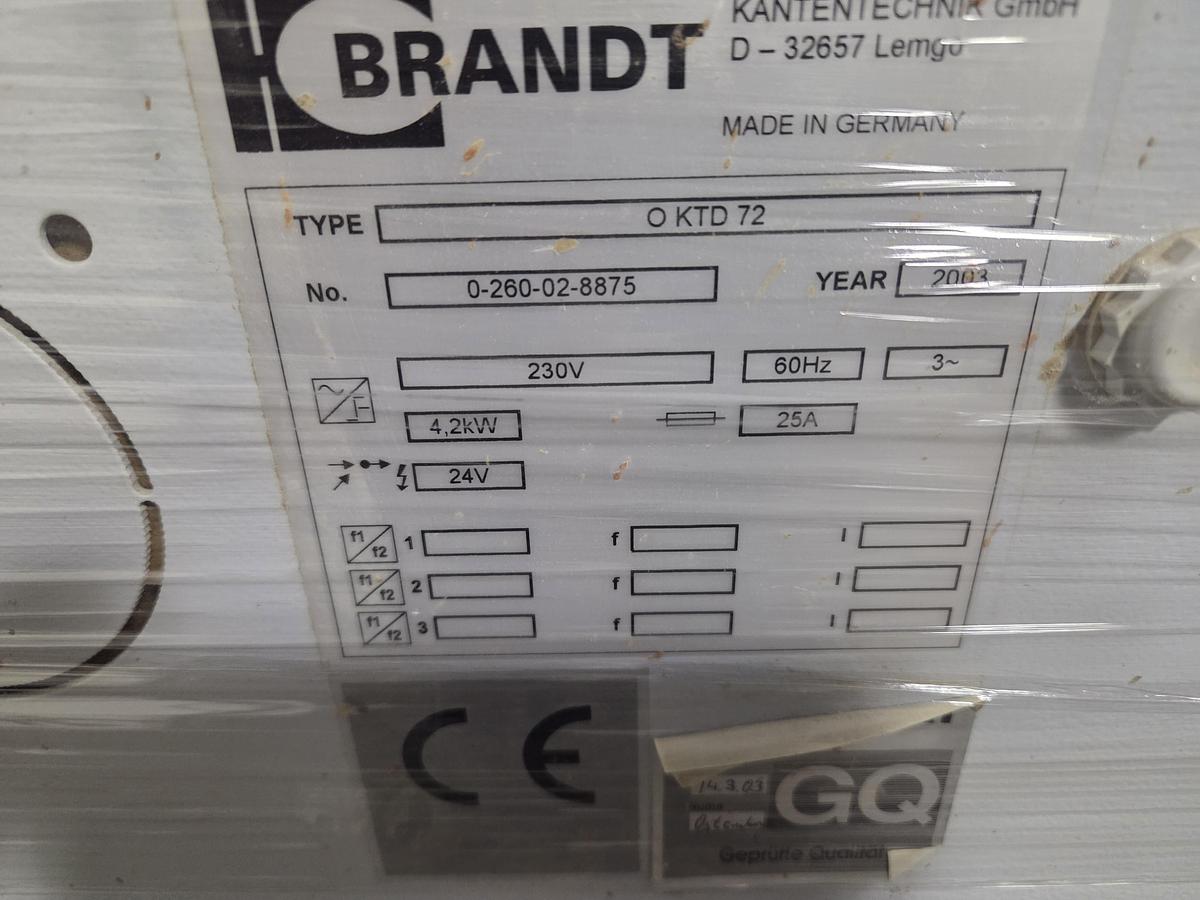 BRANDT
KANTENTECHNIK GmbH
D – 32657 Lemgo
MADE IN GERMANY
TYPE O KTD 72
No. 0-260-02-8875 YEAR 2003
230V 60Hz 3~
4,2kW 25A
24V
f1 f2 1 f I
f1 f2 2 f I
f1 f2 3 f I
CE
14.3.03
GQ
Geprüfte Qualität